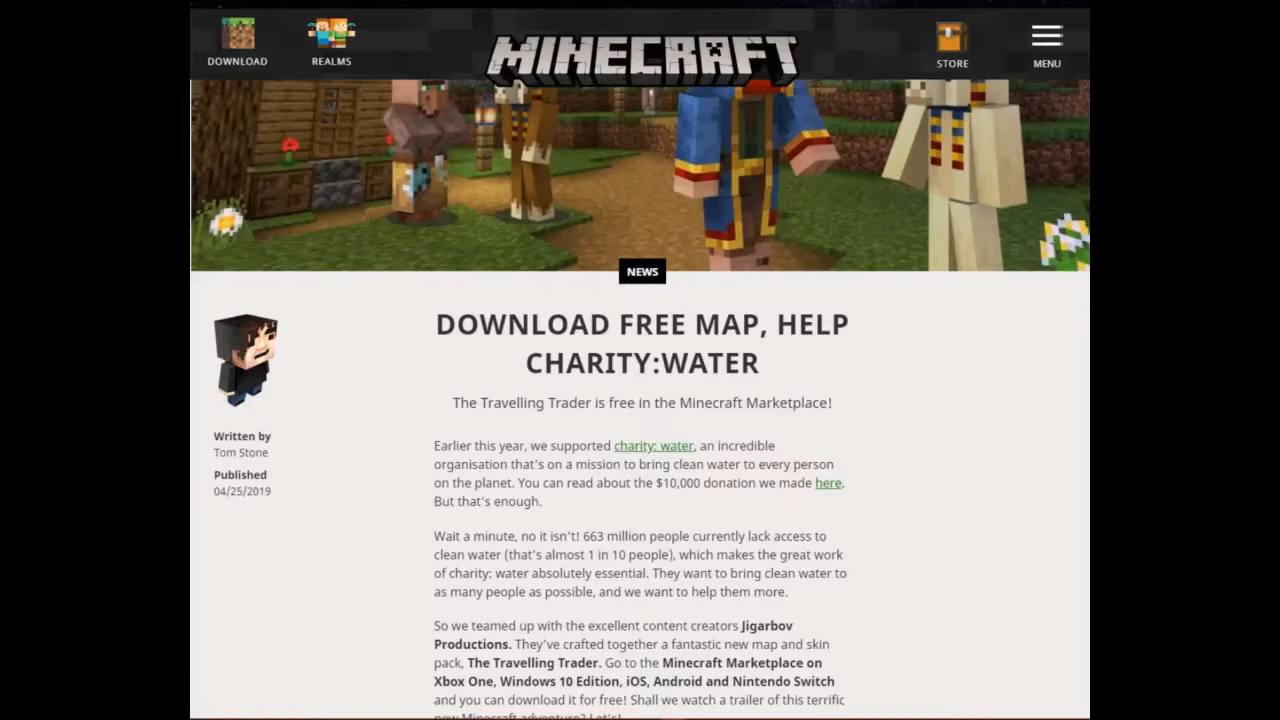 DOWNLOAD
REALMS
MINECRAFT
STORE
MENU
NEWS
DOWNLOAD FREE MAP, HELP
CHARITY:WATER
The Travelling Trader is free in the Minecraft Marketplace!
Written by
Tom Stone
Published
04/25/2019
Earlier this year, we supported charity: water, an incredible
organisation that's on a mission to bring clean water to every person
on the planet. You can read about the $10,000 donation we made here.
But that's enough.
Wait a minute, no it isn't! 663 million people currently lack access to
clean water (that's almost 1 in 10 people), which makes the great work
of charity: water absolutely essential. They want to bring clean water to
as many people as possible, and we want to help them more.
So we teamed up with the excellent content creators Jigarbov
Productions. They've crafted together a fantastic new map and skin
pack, The Travelling Trader. Go to the Minecraft Marketplace on
Xbox One, Windows 10 Edition, iOS, Android and Nintendo Switch
and you can download it for free! Shall we watch a trailer of this terrific
new Minecraft adventure? Let's!